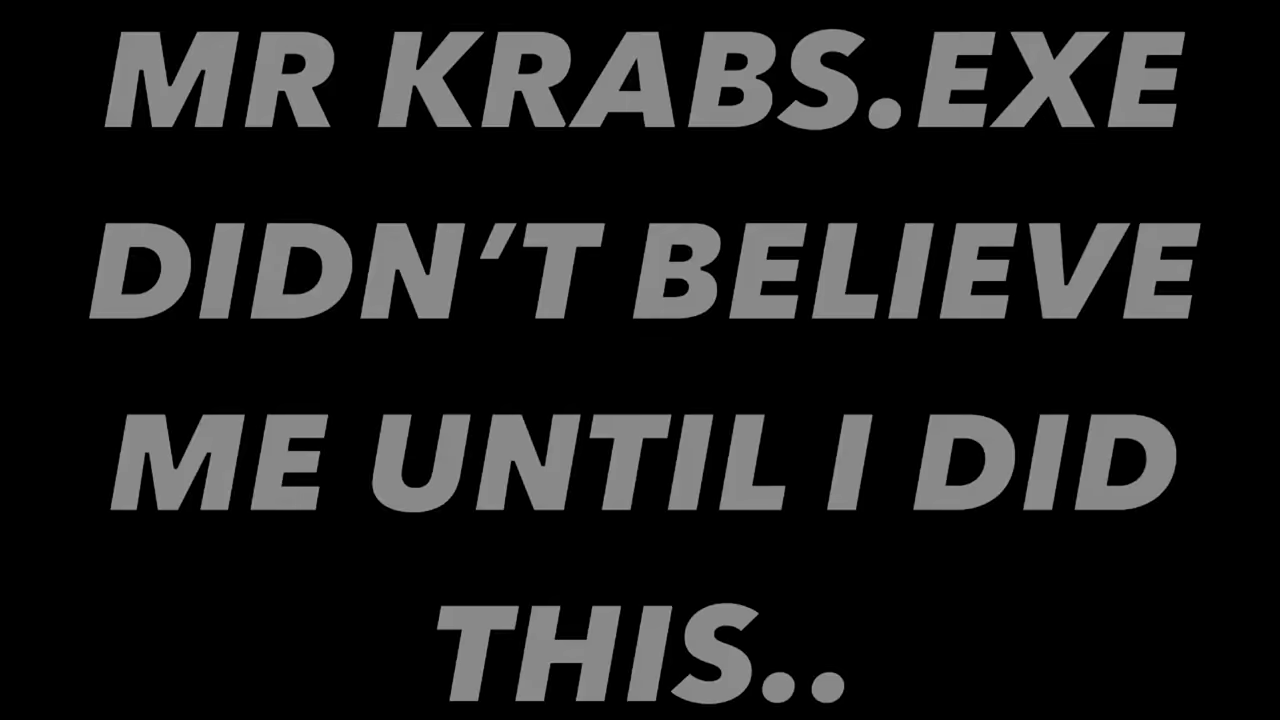 MR KRABS.EXE
DIDN’T BELIEVE
ME UNTIL I DID
THIS..